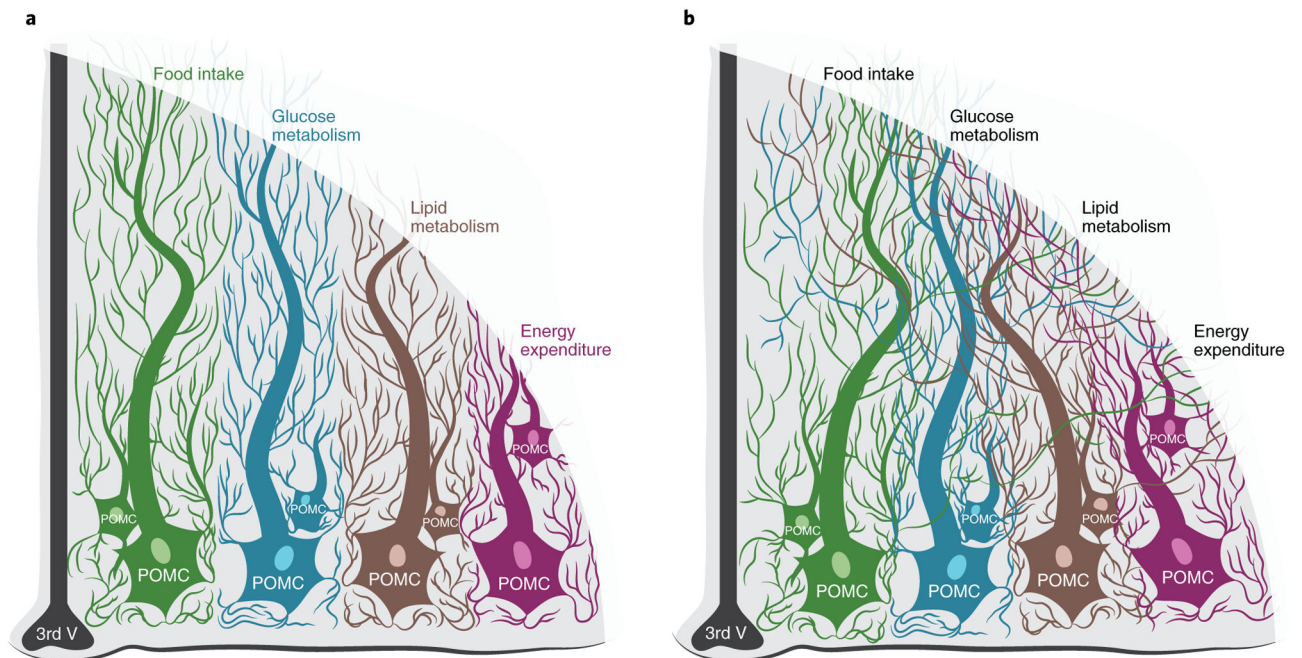 a
Food intake
Glucose
metabolism
Lipid
metabolism
Energy
expenditure
POMC
POMC
POMC
POMC
POMC
POMC
POMC
POMC
3rd V
b
Food intake
Glucose
metabolism
Lipid
metabolism
Energy
expenditure
POMC
POMC
POMC
POMC
POMC
POMC
POMC
POMC
3rd V